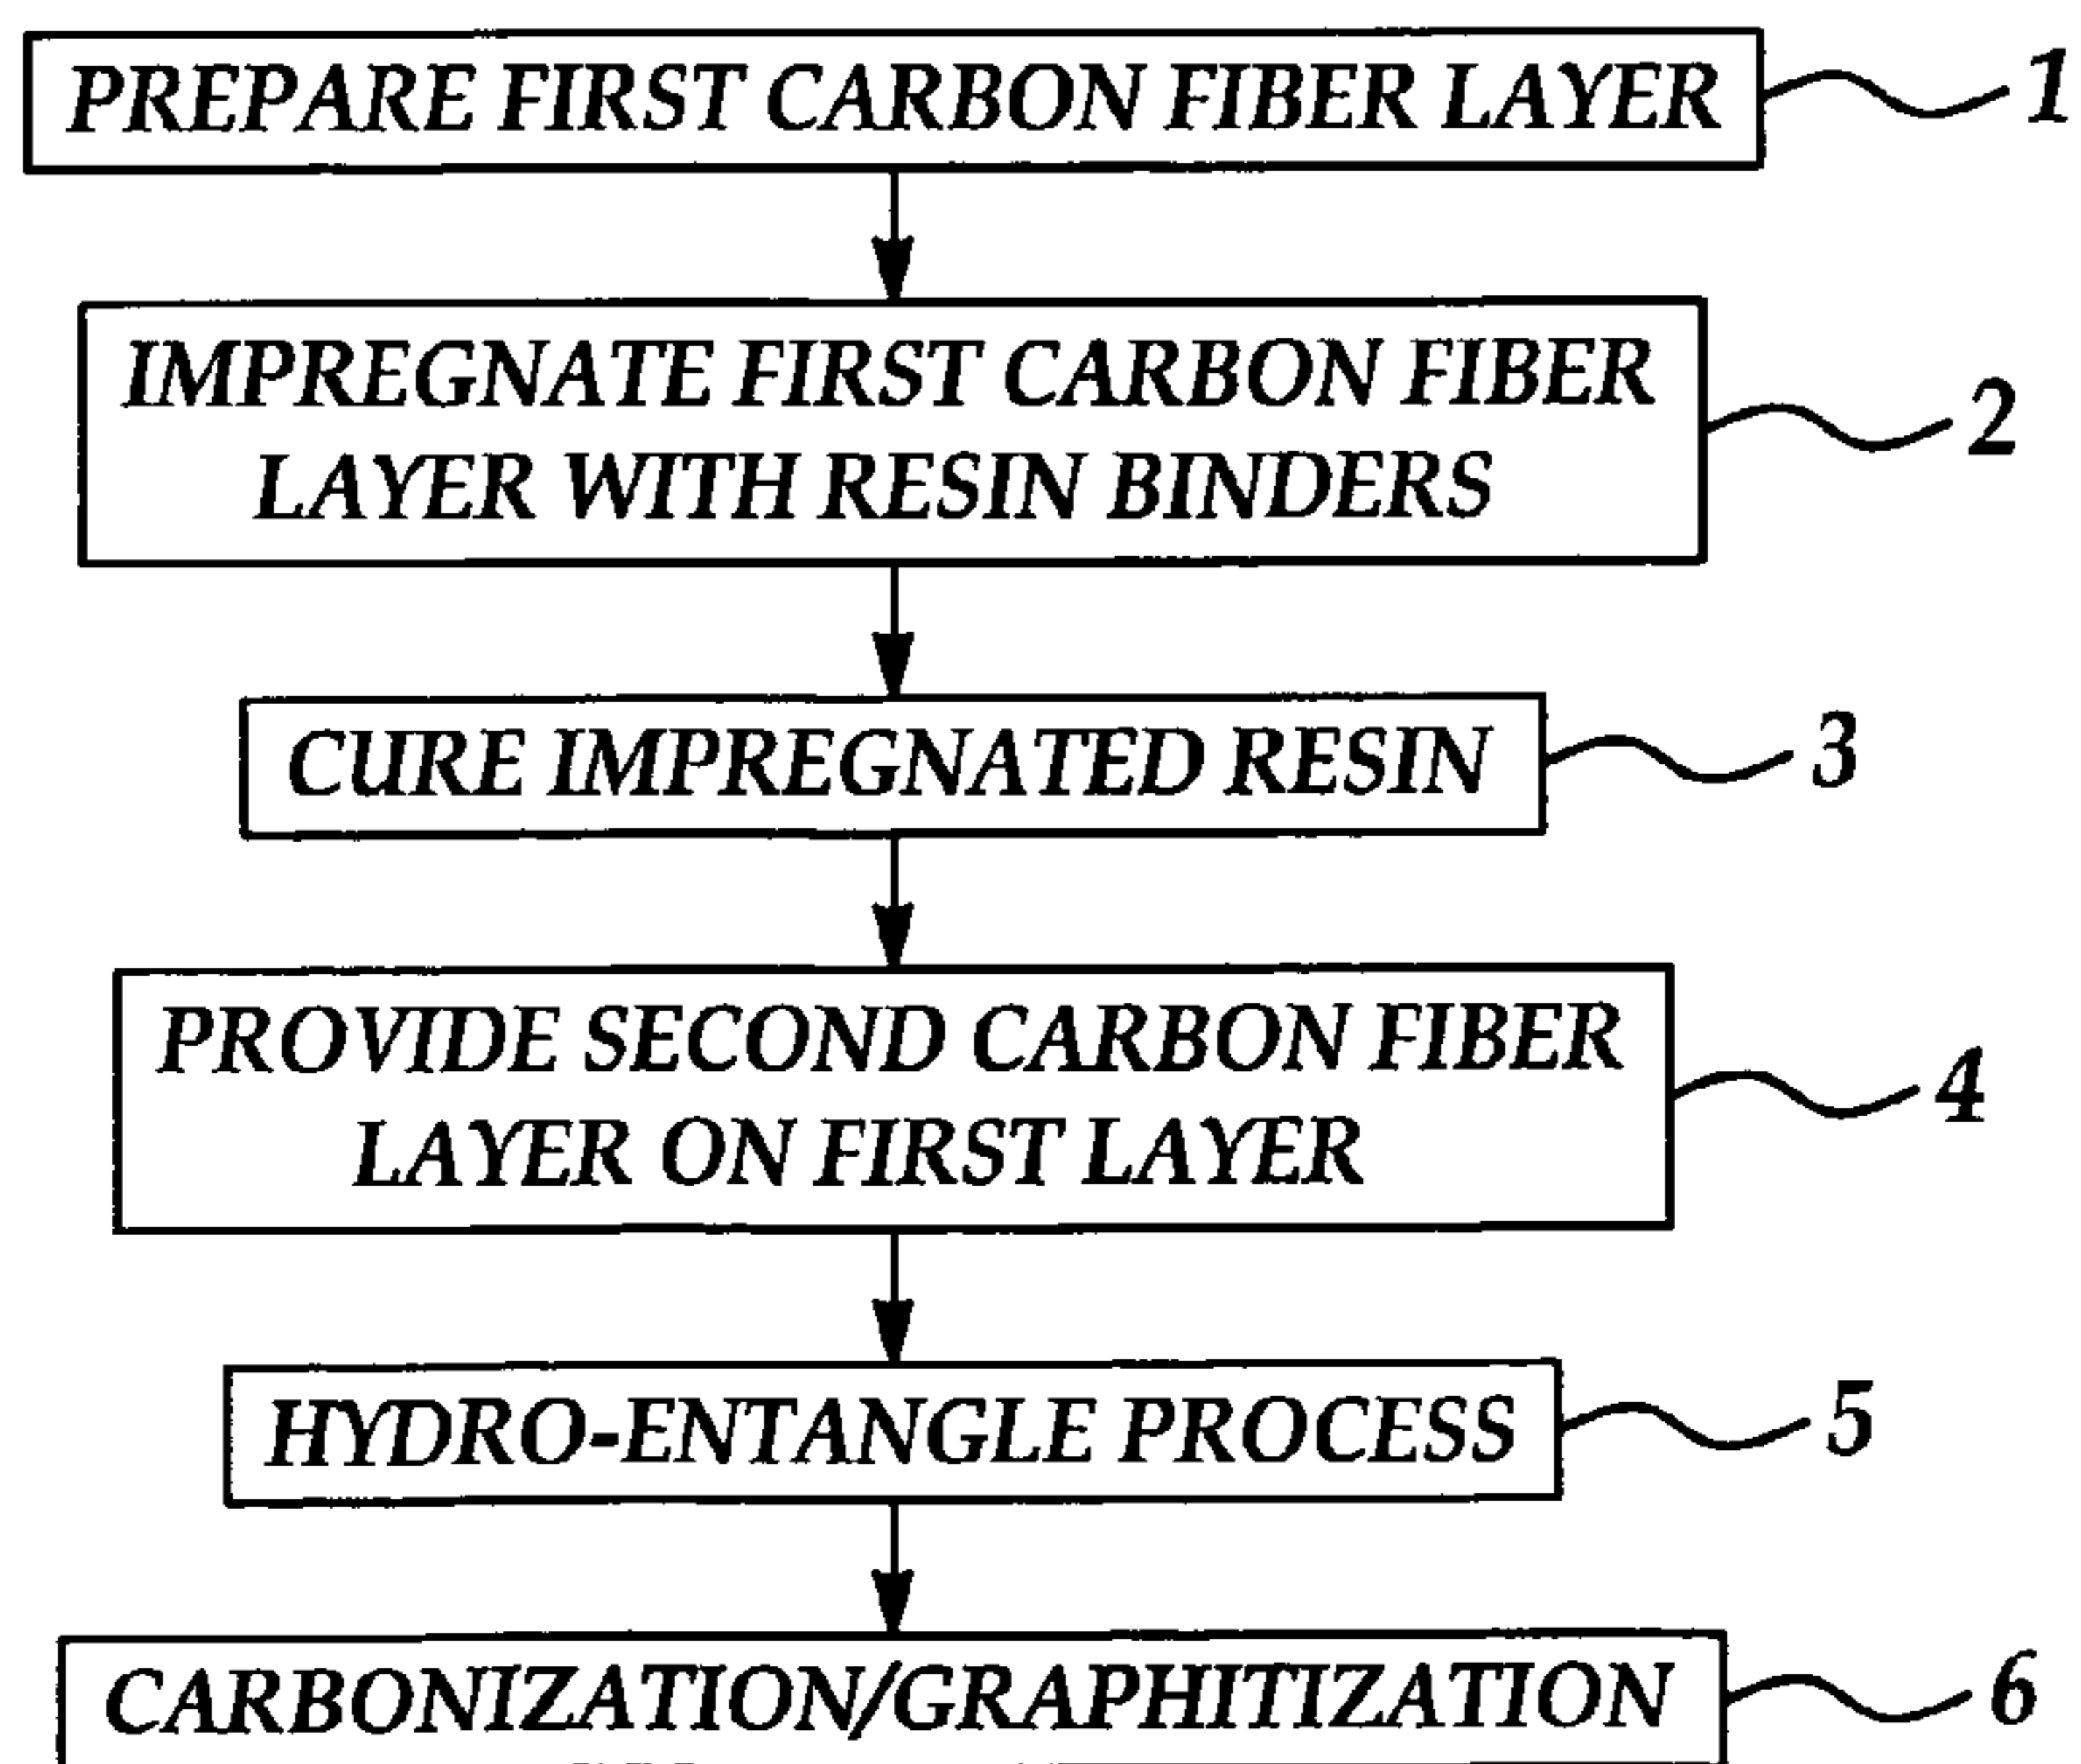 PREPARE FIRST CARBON FIBER LAYER 1
IMPREGNATE FIRST CARBON FIBER
LAYER WITH RESIN BINDERS 2
CURE IMPREGNATED RESIN 3
PROVIDE SECOND CARBON FIBER
LAYER ON FIRST LAYER 4
HYDRO-ENTANGLE PROCESS 5
CARBONIZATION/GRAPHITIZATION 6